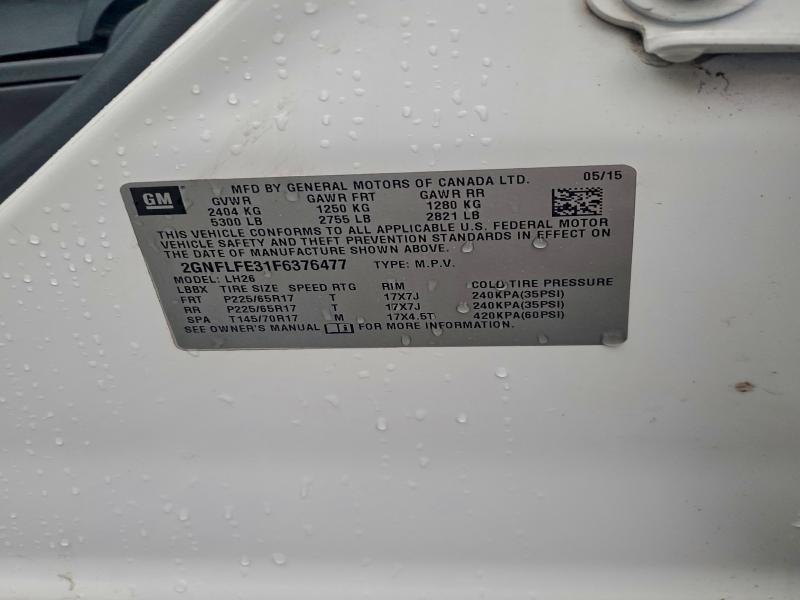 GM MFD BY GENERAL MOTORS OF CANADA LTD. 05/15
GVWR GAWR FRT GAWR RR
2404 KG 1250 KG 1280 KG
5300 LB 2755 LB 2821 LB
THIS VEHICLE CONFORMS TO ALL APPLICABLE U.S. FEDERAL MOTOR
VEHICLE SAFETY AND THEFT PREVENTION STANDARDS IN EFFECT ON
THE DATE OF MANUFACTURE SHOWN ABOVE.
2GNFLFE31F6376477 TYPE: M.P.V.
MODEL: LH26
LBBX TIRE SIZE SPEED RTG RIM COLD TIRE PRESSURE
FRT P225/65R17 T 17X7J 240KPA(35PSI)
RR P225/65R17 T 17X7J 240KPA(35PSI)
SPA T145/70R17 M 17X4.5T 420KPA(60PSI)
SEE OWNER'S MANUAL FOR MORE INFORMATION.